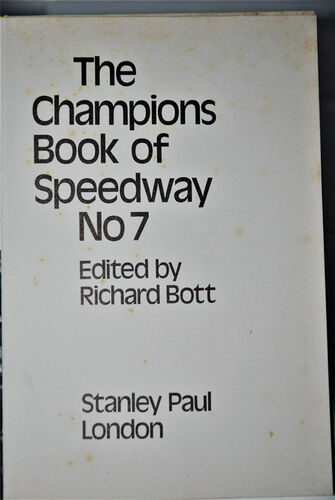 The
Champions
Book of
Speedway
No 7
Edited by
Richard Bott
Stanley Paul
London